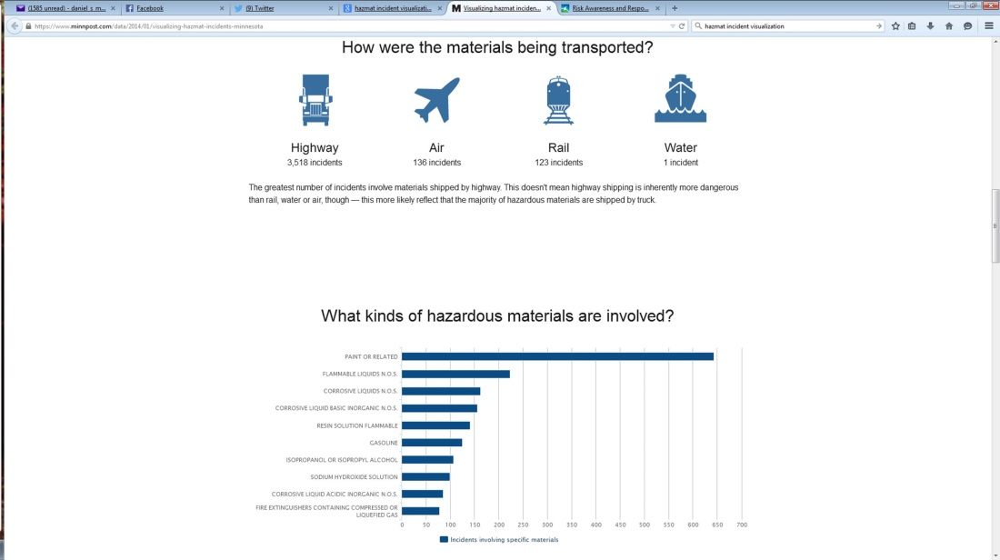 (1585 unread) - daniel_s_m...
Facebook
(9) Twitter
hazmat incident visualizati...
Visualizing hazmat inciden...
Risk Awareness and Respo...
https://www.minnpost.com/data/2014/01/visualizing-hazmat-incidents-minnesota
hazmat incident visualization
How were the materials being transported?
Highway
3,518 incidents
Air
136 incidents
Rail
123 incidents
Water
1 incident
The greatest number of incidents involve materials shipped by highway. This doesn't mean highway shipping is inherently more dangerous
than rail, water or air, though — this more likely reflect that the majority of hazardous materials are shipped by truck.
What kinds of hazardous materials are involved?
PAINT OR RELATED
FLAMMABLE LIQUIDS N.O.S.
CORROSIVE LIQUIDS N.O.S.
CORROSIVE LIQUID BASIC INORGANIC N.O.S.
RESIN SOLUTION FLAMMABLE
GASOLINE
ISOPROPANOL OR ISOPROPYL ALCOHOL
SODIUM HYDROXIDE SOLUTION
CORROSIVE LIQUID ACIDIC INORGANIC N.O.S.
FIRE EXTINGUISHERS CONTAINING COMPRESSED OR
LIQUEFIED GAS
0 50 100 150 200 250 300 350 400 450 500 550 600 650 700
Incidents involving specific materials